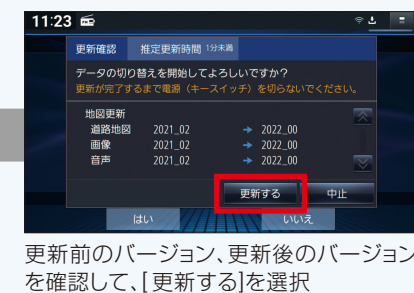 11:23
更新確認 推定更新時間 1分未満
データの切り替えを開始してよろしいですか?
更新が完了するまで電源(キースイッチ)を切らないでください。
地図更新
道路地図 2021_02 → 2022_00
画像 2021_02 → 2022_00
音声 2021_02 → 2022_00
更新する 中止
はい いいえ
更新前のバージョン、更新後のバージョン
を確認して、[更新する]を選択